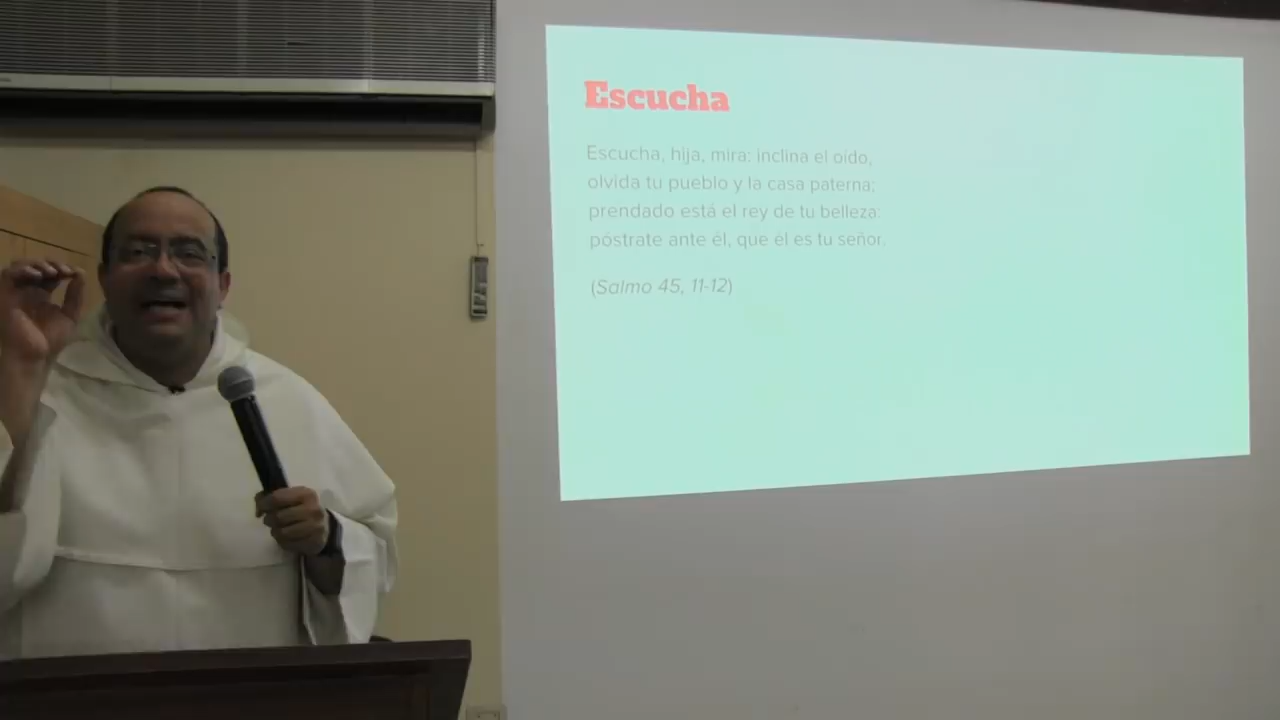 Escucha
Escucha, hija, mira: inclina el oído,
olvida tu pueblo y la casa paterna;
prendado está el rey de tu belleza:
póstrate ante él, que él es tu señor.
(Salmo 45, 11-12)